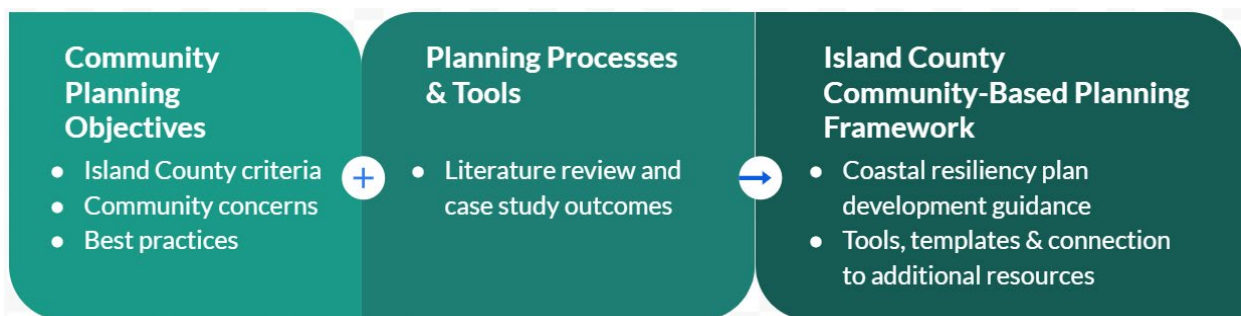 Community
Planning
Objectives
● Island County criteria
● Community concerns
● Best practices
+
Planning Processes
& Tools
● Literature review and
case study outcomes
→
Island County
Community-Based Planning
Framework
● Coastal resiliency plan
development guidance
● Tools, templates & connection
to additional resources